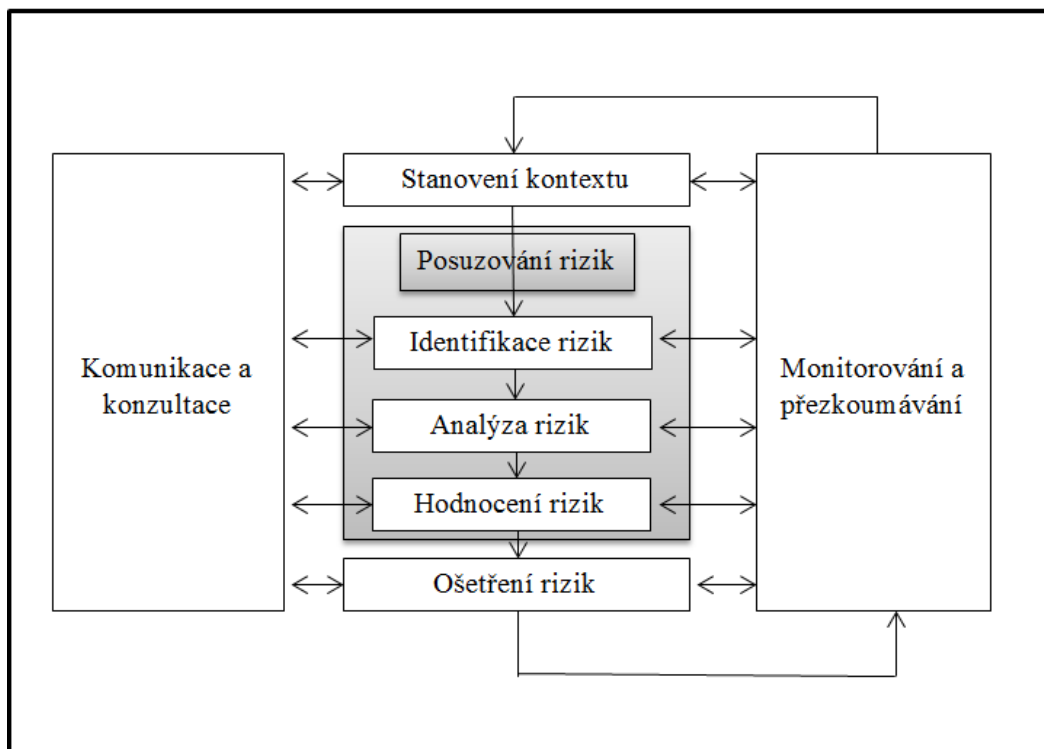 Stanovení kontextu
Posuzování rizik
Identifikace rizik
Komunikace a
konzultace
Monitorování a
přezkoumávání
Analýza rizik
Hodnocení rizik
Ošetření rizik